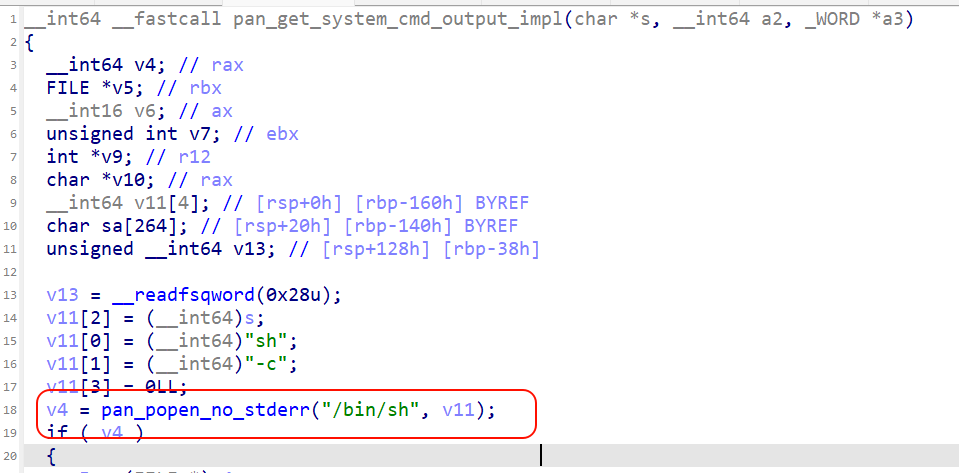 1 __int64 __fastcall pan_get_system_cmd_output_impl(char *s, __int64 a2, _WORD *a3)
2 {
3 __int64 v4; // rax
4 FILE *v5; // rbx
5 __int16 v6; // ax
6 unsigned int v7; // ebx
7 int *v9; // r12
8 char *v10; // rax
9 __int64 v11[4]; // [rsp+0h] [rbp-160h] BYREF
10 char sa[264]; // [rsp+20h] [rbp-140h] BYREF
11 unsigned __int64 v13; // [rsp+128h] [rbp-38h]
12
13 v13 = __readfsqword(0x28u);
14 v11[2] = (__int64)s;
15 v11[0] = (__int64)"sh";
16 v11[1] = (__int64)"-c";
17 v11[3] = 0LL;
18 v4 = pan_popen_no_stderr("/bin/sh", v11);
19 if ( v4 )
20 {